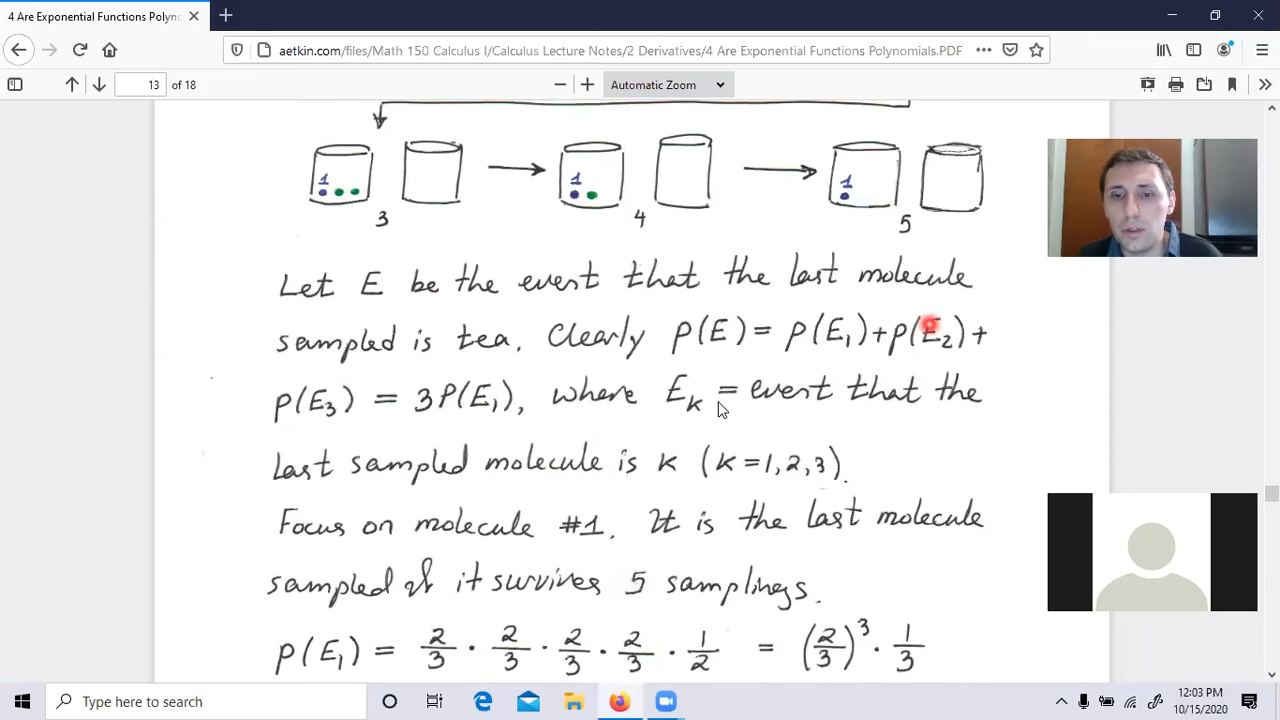 4 Are Exponential Functions Polync
aetkin.com/files/Math 150 Calculus I/Calculus Lecture Notes/2 Derivatives/4 Are Exponential Functions Polynomials.PDF
13 of 18
Automatic Zoom
1 1 1
3 4 5
Let E be the event that the last molecule
sampled is tea. Clearly P(E) = P(E₁) + P(E₂) +
P(E₃) = 3P(E₁), where E_K = event that the
last sampled molecule is K (K = 1, 2, 3).
Focus on molecule #1. It is the last molecule
sampled if it survives 5 samplings.
P(E₁) = 2/3 · 2/3 · 2/3 · 2/3 · 1/2 = (2/3)³ · 1/3
Type here to search
12:03 PM
10/15/2020